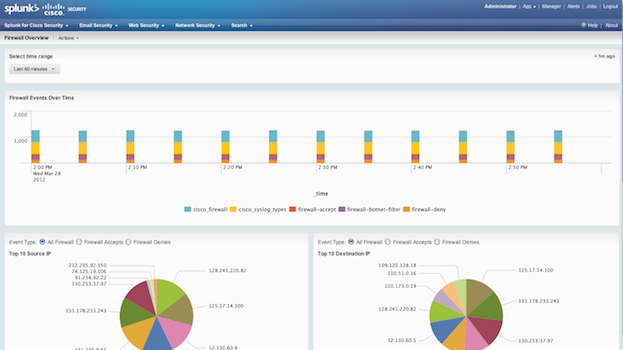 splunk> cisco SECURITY
Administrator | App | Manager | Alerts | Jobs | Logout
Splunk for Cisco Security Email Security Web Security Network Security Search
Help | About
Firewall Overview Actions
Select time range
< 1m ago
Last 60 minutes
Firewall Events Over Time
2,000
1,000
2:00 PM 2:10 PM 2:20 PM 2:30 PM 2:40 PM 2:50 PM
Wed Mar 28
2012
_time
cisco_firewall cisco_syslog_types firewall-accept firewall-botnet-filter firewall-deny
Event Type: All Firewall Firewall Accepts Firewall Denies
Top 10 Source IP
212.235.92.350
74.125.19.106
91.214.92.22
130.253.37.97
128.241.220.82
125.17.14.100
131.178.233.243
12.130.60.4
Event Type: All Firewall Firewall Accepts Firewall Denies
Top 10 Destination IP
109.120.128.18
110.51.0.16
110.173.0.19
125.17.14.100
131.178.233.243
128.241.220.82
12.130.60.5
130.253.37.97